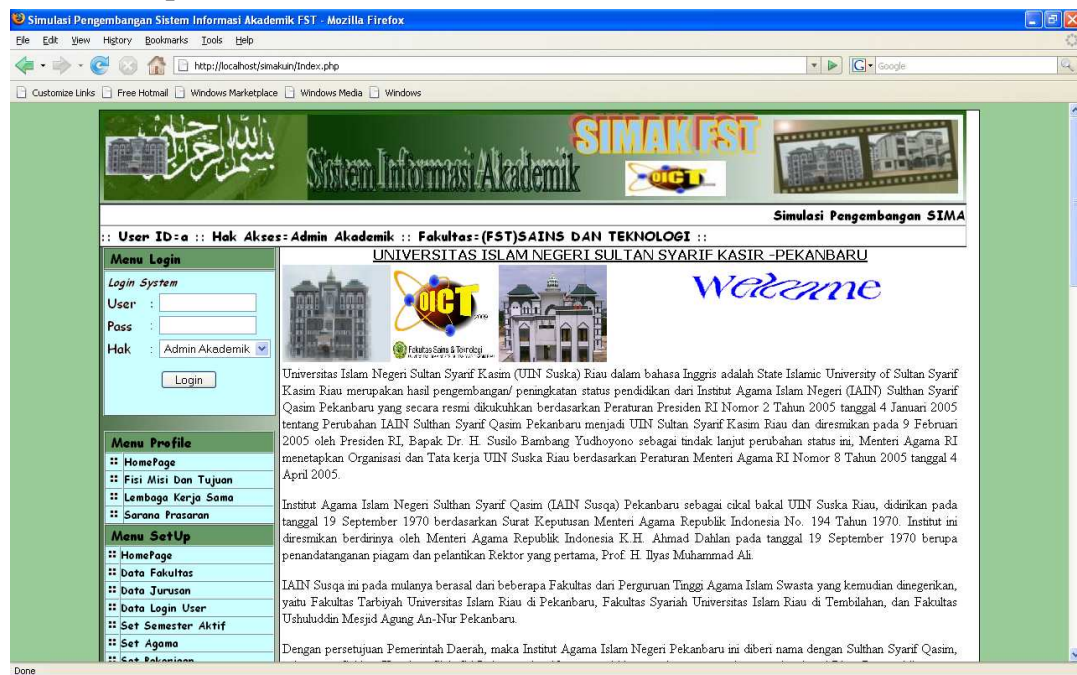 Simulasi Pengembangan Sistem Informasi Akademik FST - Mozilla Firefox
File Edit View History Bookmarks Tools Help
http://localhost/simakuin/Index.php
Google
Customize Links Free Hotmail Windows Marketplace Windows Media Windows
Sistem Informasi Akademik
SIMAK FST
OICT
Simulasi Pengembangan SIMA
:: User ID=a :: Hak Akses=Admin Akademik :: Fakultas=(FST)SAINS DAN TEKNOLOGI ::
Menu Login
Login System
User :
Pass :
Hak : Admin Akademik
Login
Menu Profile
HomePage
Fisi Misi Dan Tujuan
Lembaga Kerja Sama
Sarana Prasaran
Menu SetUp
HomePage
Data Fakultas
Data Jurusan
Data Login User
Set Semester Aktif
Set Agama
Set Pekerjaan
UNIVERSITAS ISLAM NEGERI SULTAN SYARIF KASIR -PEKANBARU
OICT
Fakultas Sains & Teknologi
Welcome
Universitas Islam Negeri Sultan Syarif Kasim (UIN Suska) Riau dalam bahasa Inggris adalah State Islamic University of Sultan Syarif
Kasim Riau merupakan hasil pengembangan/ peningkatan status pendidikan dari Institut Agama Islam Negeri (IAIN) Sulthan Syarif
Qasim Pekanbaru yang secara resmi dikukuhkan berdasarkan Peraturan Presiden RI Nomor 2 Tahun 2005 tanggal 4 Januari 2005
tentang Perubahan IAIN Sulthan Syarif Qasim Pekanbaru menjadi UIN Sultan Syarif Kasim Riau dan diresmikan pada 9 Februari
2005 oleh Presiden RI, Bapak Dr. H. Susilo Bambang Yudhoyono sebagai tindak lanjut perubahan status ini, Menteri Agama RI
menetapkan Organisasi dan Tata kerja UIN Suska Riau berdasarkan Peraturan Menteri Agama RI Nomor 8 Tahun 2005 tanggal 4
April 2005.
Institut Agama Islam Negeri Sulthan Syarif Qasim (IAIN Susqa) Pekanbaru sebagai cikal bakal UIN Suska Riau, didirikan pada
tanggal 19 September 1970 berdasarkan Surat Keputusan Menteri Agama Republik Indonesia No. 194 Tahun 1970. Institut ini
diresmikan berdirinya oleh Menteri Agama Republik Indonesia K.H. Ahmad Dahlan pada tanggal 19 September 1970 berupa
penandatanganan piagam dan pelantikan Rektor yang pertama, Prof. H. Ilyas Muhammad Ali.
IAIN Susqa ini pada mulanya berasal dari beberapa Fakultas dari Perguruan Tinggi Agama Islam Swasta yang kemudian dinegerikan,
yaitu Fakultas Tarbiyah Universitas Islam Riau di Pekanbaru, Fakultas Syariah Universitas Islam Riau di Tembilahan, dan Fakultas
Ushuluddin Mesjid Agung An-Nur Pekanbaru.
Dengan persetujuan Pemerintah Daerah, maka Institut Agama Islam Negeri Pekanbaru ini diberi nama dengan Sulthan Syarif Qasim,
Done